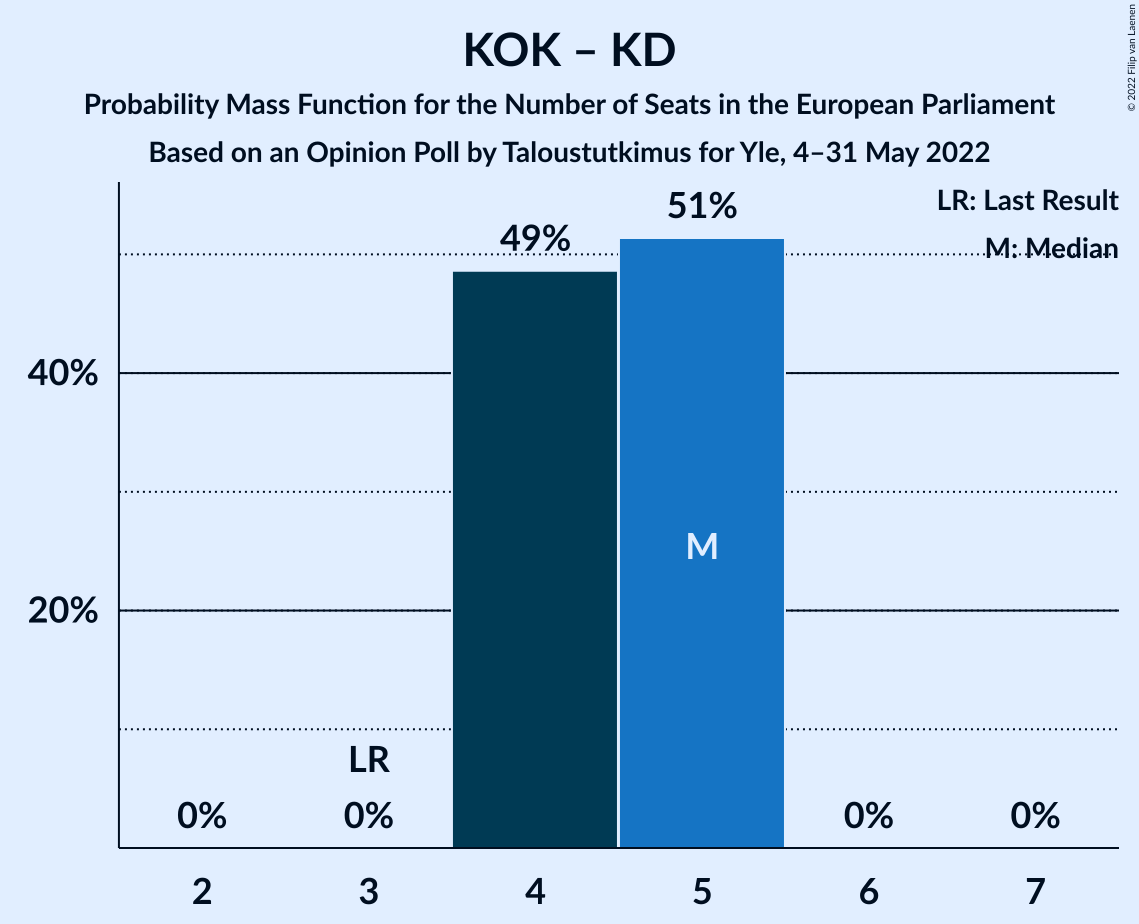 KOK – KD
Probability Mass Function for the Number of Seats in the European Parliament
Based on an Opinion Poll by Taloustutkimus for Yle, 4–31 May 2022
© 2022 Filip van Laenen
LR: Last Result
M: Median
51%
49%
40%
M
20%
LR
0%
0%
0%
0%
2
3
4
5
6
7